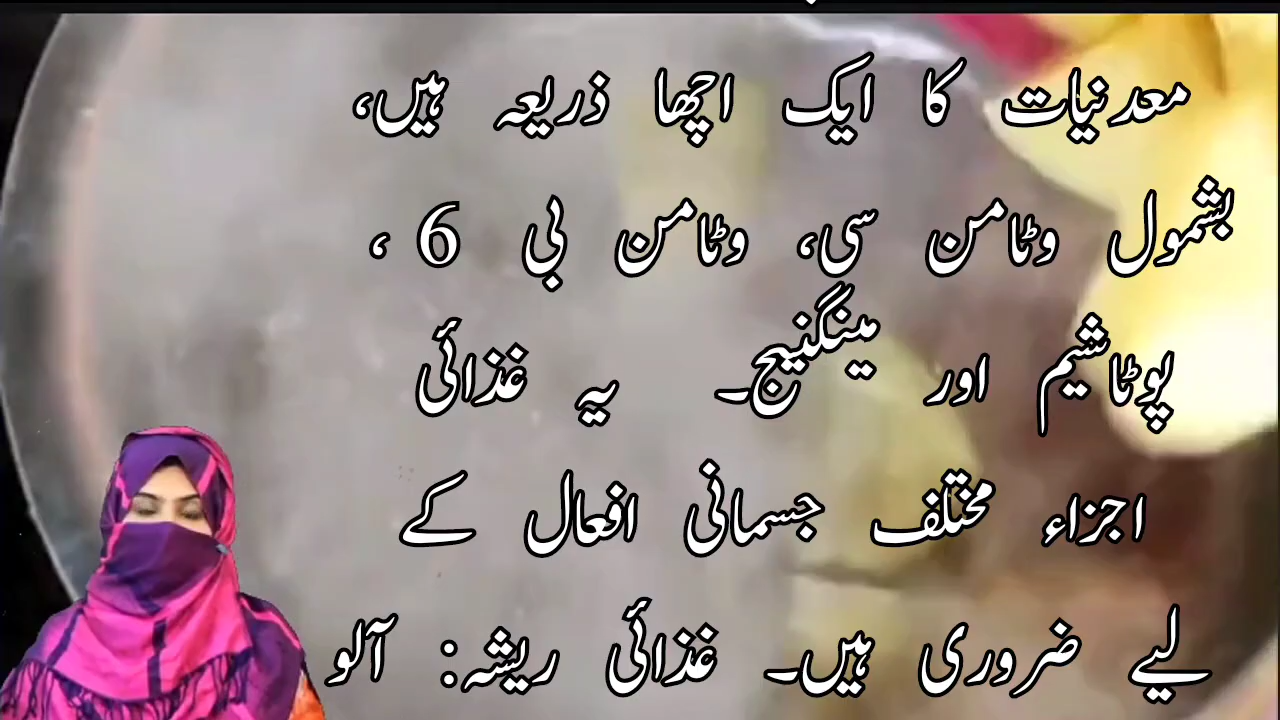 معدنیات کا ایک اچھا ذریعہ ہیں،
بشمول وٹامن سی، وٹامن بی 6 ،
پوٹاشیم اور مینگنیج۔ یہ غذائی
اجزاء مختلف جسمانی افعال کے
لیے ضروری ہیں۔ غذائی ریشہ: آلو